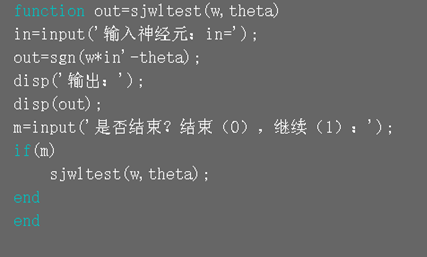 function out=sjwltest(w,theta)
in=input('输入神经元：in=');
out=sgn(w*in'-theta);
disp('输出：');
disp(out);
m=input('是否结束？结束（0），继续（1）：');
if(m)
    sjwltest(w,theta);
end
end